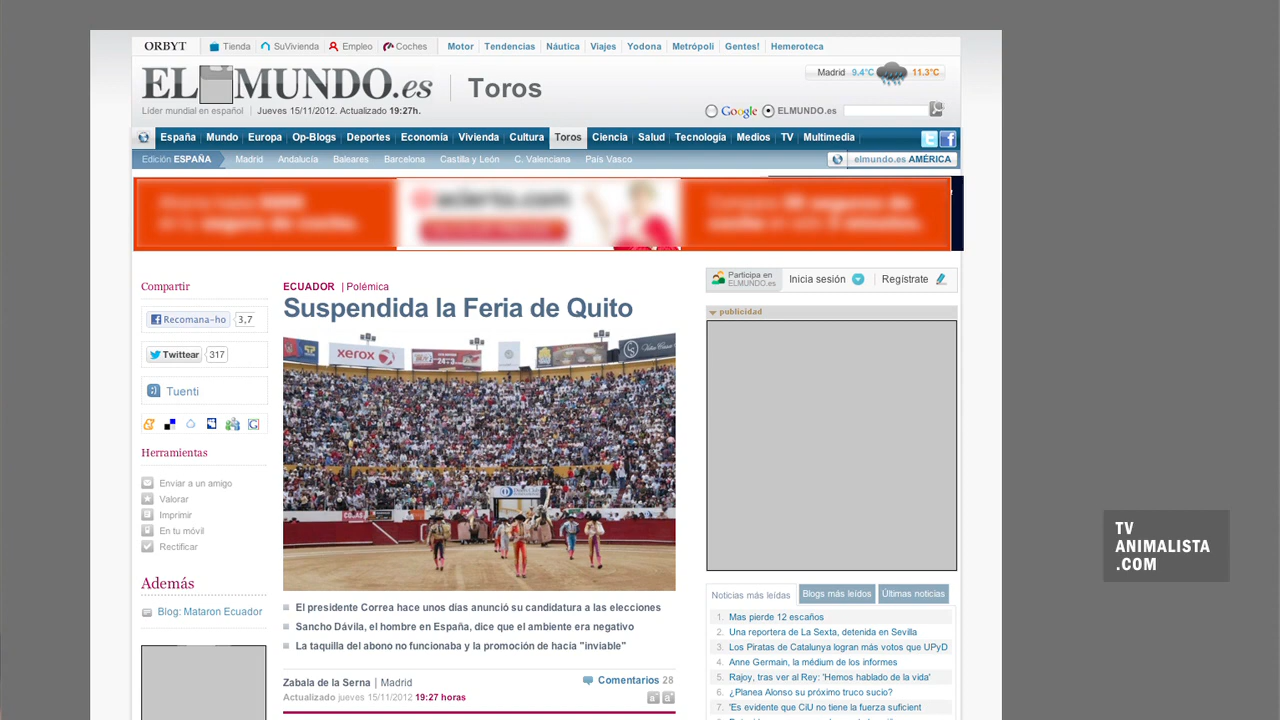 ORBYT Tienda SuVivienda Empleo Coches Motor Tendencias Náutica Viajes Yodona Metrópoli Gentes! Hemeroteca
EL MUNDO.es Toros
Madrid 9.4°C 11.3°C
Líder mundial en español Jueves 15/11/2012. Actualizado 19:27h.
Google ELMUNDO.es
España Mundo Europa Op-Blogs Deportes Economía Vivienda Cultura Toros Ciencia Salud Tecnología Medios TV Multimedia
Edición ESPAÑA Madrid Andalucía Baleares Barcelona Castilla y León C. Valenciana País Vasco
elmundo.es AMÉRICA
Compartir
Recomana-ho 3,7
Twittear 317
Tuenti
Herramientas
Enviar a un amigo
Valorar
Imprimir
En tu móvil
Rectificar
Además
Blog: Mataron Ecuador
ECUADOR | Polémica
Suspendida la Feria de Quito
xerox
El presidente Correa hace unos días anunció su candidatura a las elecciones
Sancho Dávila, el hombre en España, dice que el ambiente era negativo
La taquilla del abono no funcionaba y la promoción de hacía "inviable"
Zabala de la Serna | Madrid
Actualizado jueves 15/11/2012 19:27 horas
Comentarios 28
Participa en
ELMUNDO.es
Inicia sesión
Regístrate
publicidad
Noticias más leídas Blogs más leídos Últimas noticias
1. Mas pierde 12 escaños
2. Una reportera de La Sexta, detenida en Sevilla
3. Los Piratas de Catalunya logran más votos que UPyD
4. Anne Germain, la médium de los informes
5. Rajoy, tras ver al Rey: 'Hemos hablado de la vida'
6. ¿Planea Alonso su próximo truco sucio?
7. 'Es evidente que CiU no tiene la fuerza suficient
TV
ANIMALISTA
.COM